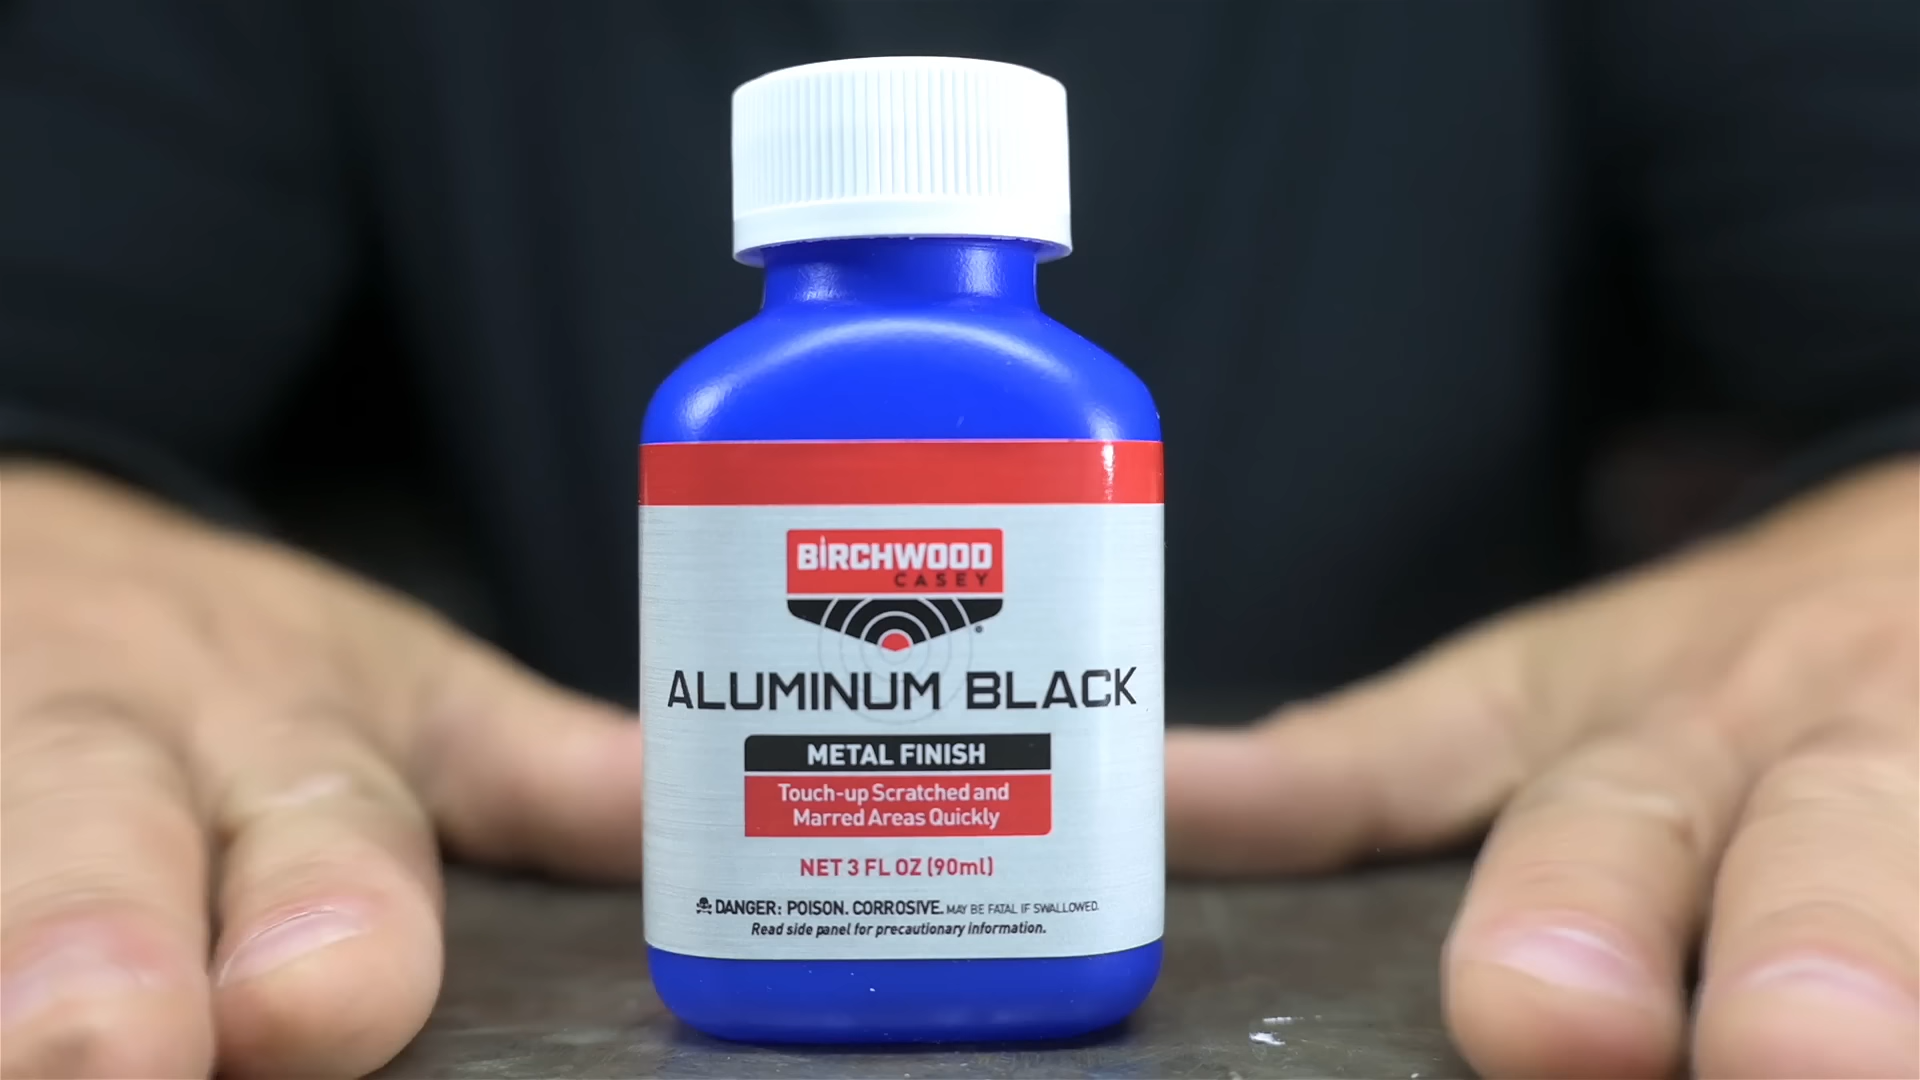 BIRCHWOOD
CASEY
ALUMINUM BLACK
METAL FINISH
Touch-up Scratched and
Marred Areas Quickly
NET 3 FL OZ (90ml)
DANGER: POISON. CORROSIVE. MAY BE FATAL IF SWALLOWED.
Read side panel for precautionary information.